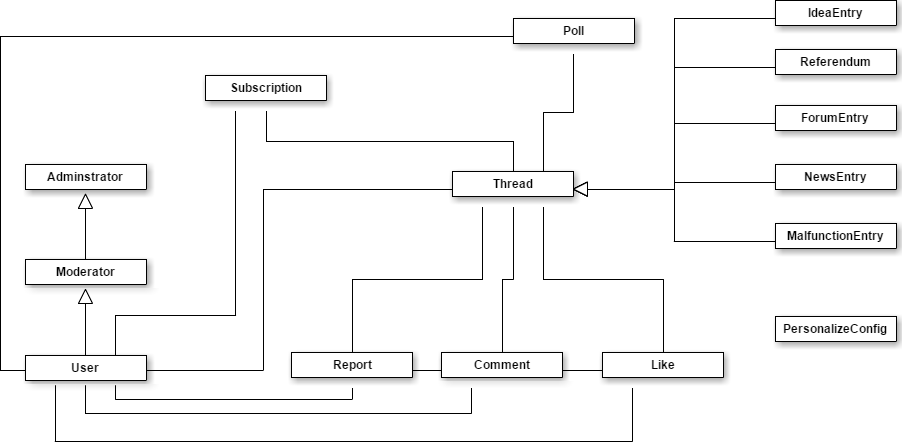 IdeaEntry
Poll
Referendum
Subscription
ForumEntry
Adminstrator
Thread
NewsEntry
MalfunctionEntry
Moderator
PersonalizeConfig
User
Report
Comment
Like